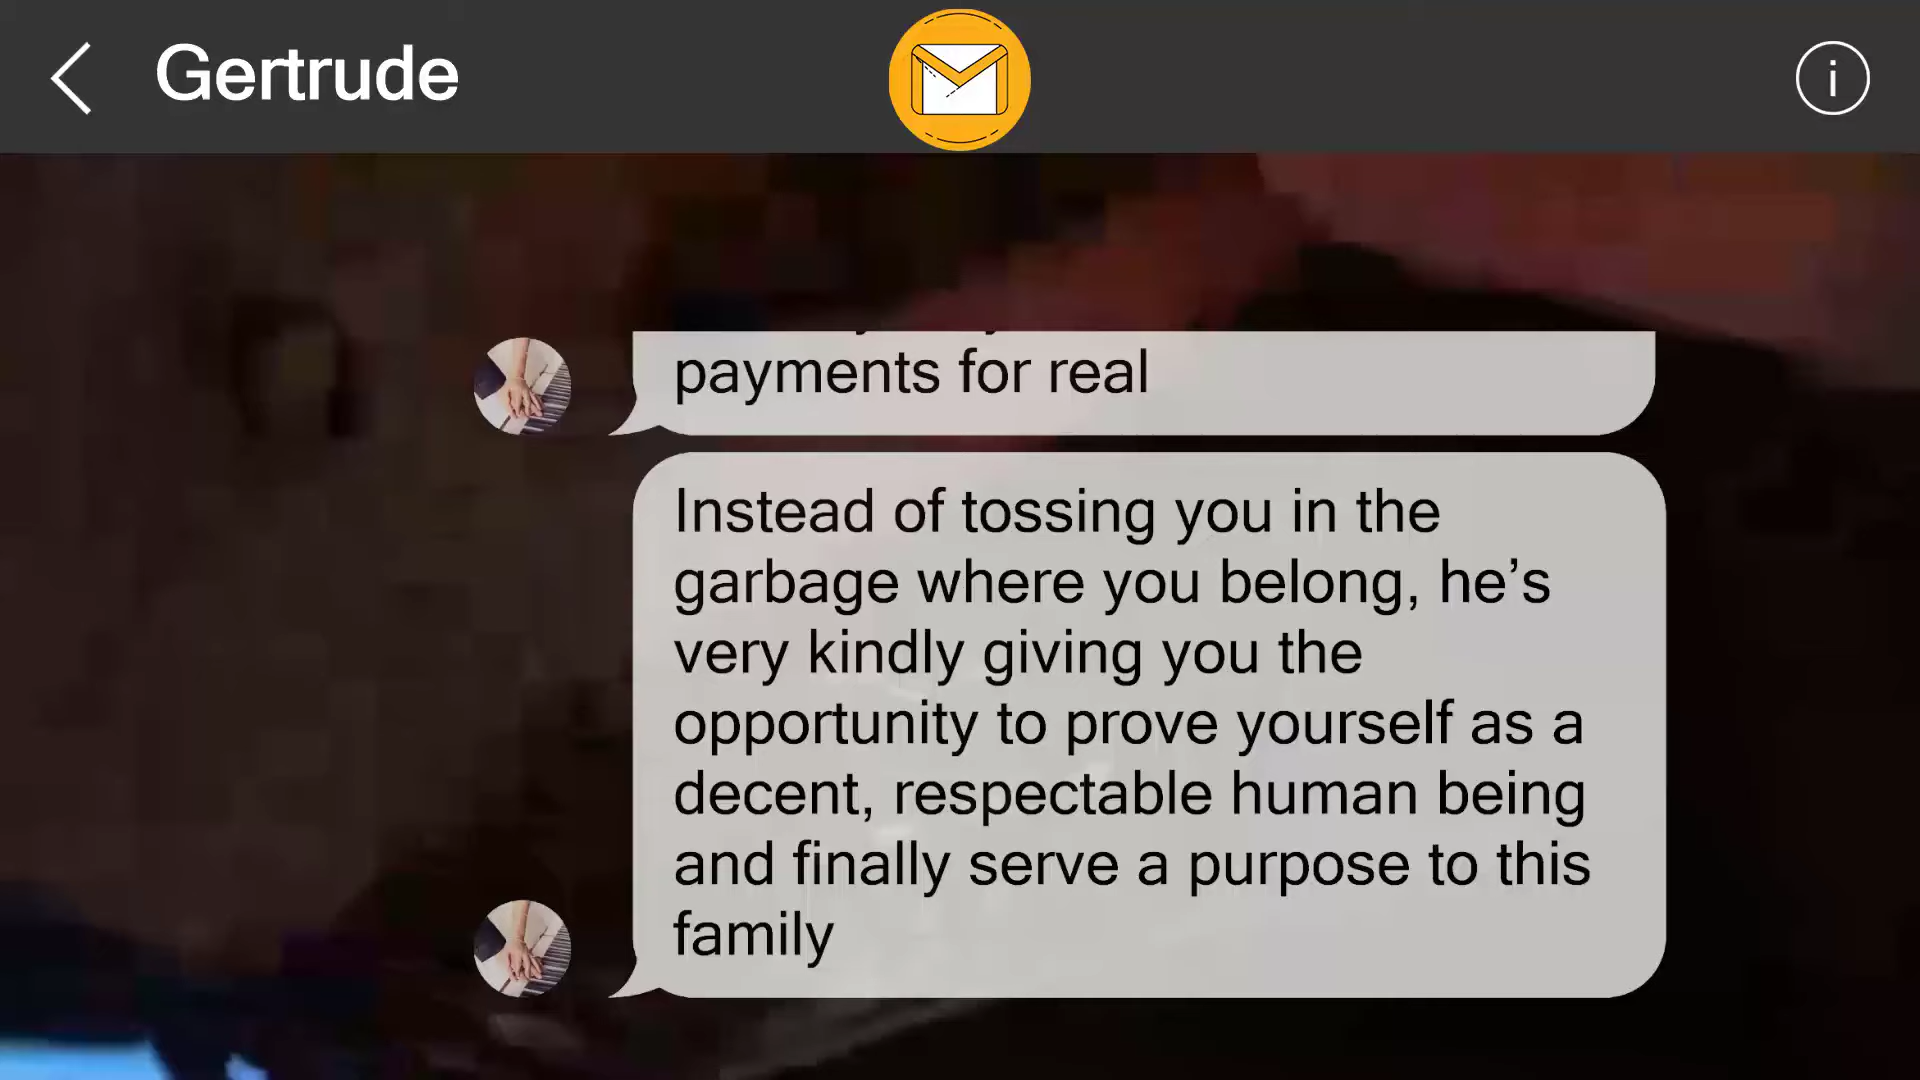 Gertrude
payments for real
Instead of tossing you in the
garbage where you belong, he’s
very kindly giving you the
opportunity to prove yourself as a
decent, respectable human being
and finally serve a purpose to this
family